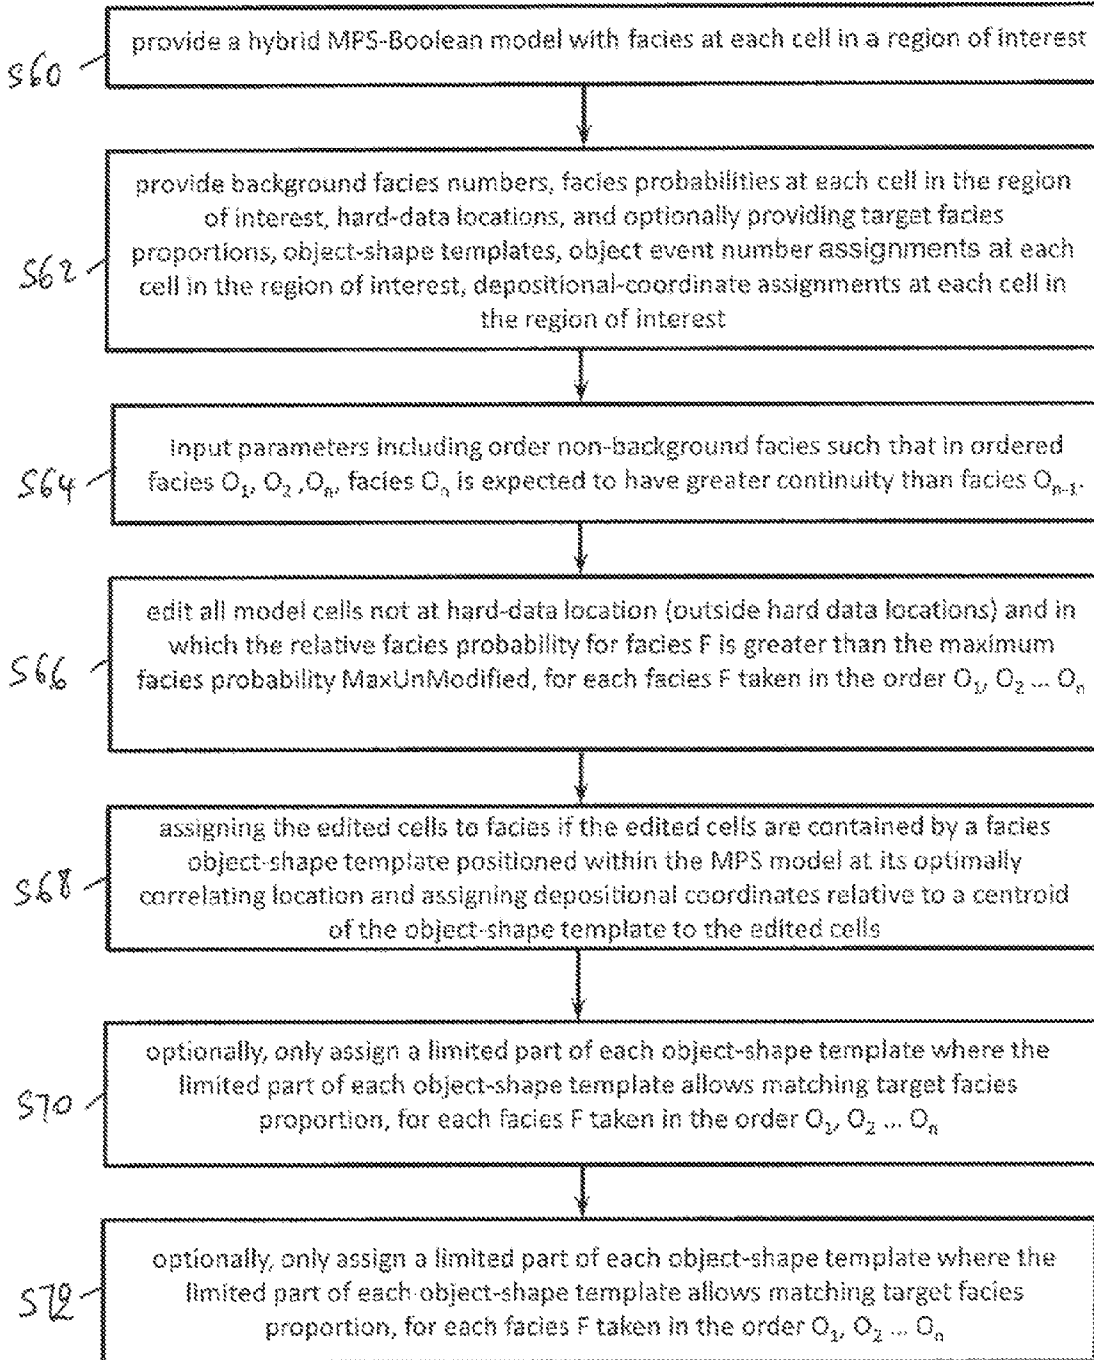 S60
provide a hybrid MPS-Boolean model with facies at each cell in a region of interest
S62
provide background facies numbers, facies probabilities at each cell in the region
of interest, hard-data locations, and optionally providing target facies
proportions, object-shape templates, object event number assignments at each
cell in the region of interest, depositional-coordinate assignments at each cell in
the region of interest
S64
Input parameters including order non-background facies such that in ordered
facies O₁, O₂ ,Oₙ, facies Oₙ is expected to have greater continuity than facies Oₙ₋₁.
S66
edit all model cells not at hard-data location (outside hard data locations) and in
which the relative facies probability for facies F is greater than the maximum
facies probability MaxUnModified, for each facies F taken in the order O₁, O₂ ... Oₙ
S68
assigning the edited cells to facies if the edited cells are contained by a facies
object-shape template positioned within the MPS model at its optimally
correlating location and assigning depositional coordinates relative to a centroid
of the object-shape template to the edited cells
S70
optionally, only assign a limited part of each object-shape template where the
limited part of each object-shape template allows matching target facies
proportion, for each facies F taken in the order O₁, O₂ ... Oₙ
S72
optionally, only assign a limited part of each object-shape template where the
limited part of each object-shape template allows matching target facies
proportion, for each facies F taken in the order O₁, O₂ ... Oₙ